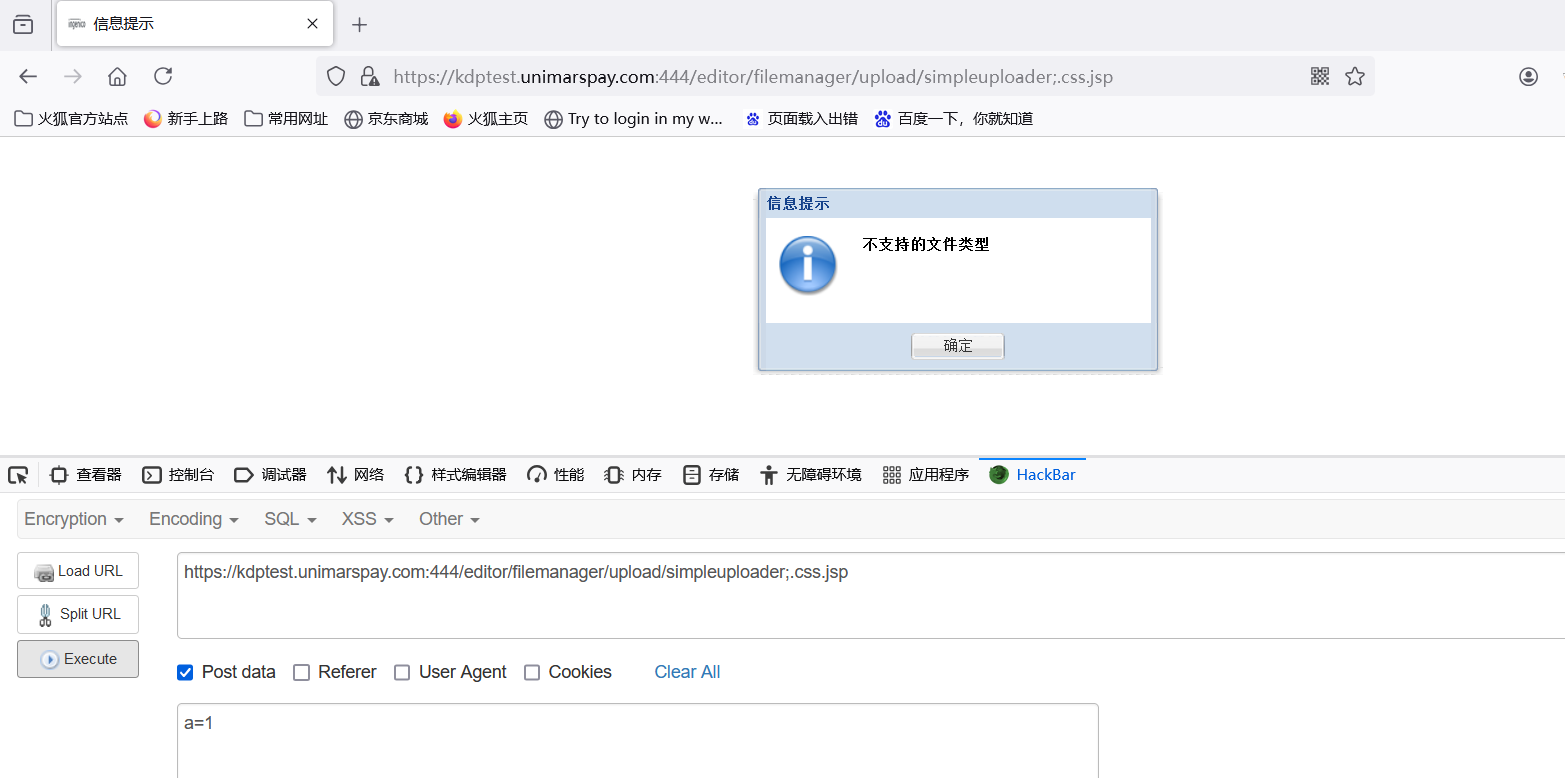 信息提示
https://kdptest.unimarspay.com:444/editor/filemanager/upload/simpleuploader;.css.jsp
火狐官方站点 新手上路 常用网址 京东商城 火狐主页 Try to login in my w... 页面载入出错 百度一下，你就知道
信息提示
不支持的文件类型
确定
查看器 控制台 调试器 网络 样式编辑器 性能 内存 存储 无障碍环境 应用程序 HackBar
Encryption Encoding SQL XSS Other
Load URL
https://kdptest.unimarspay.com:444/editor/filemanager/upload/simpleuploader;.css.jsp
Split URL
Execute
Post data Referer User Agent Cookies Clear All
a=1